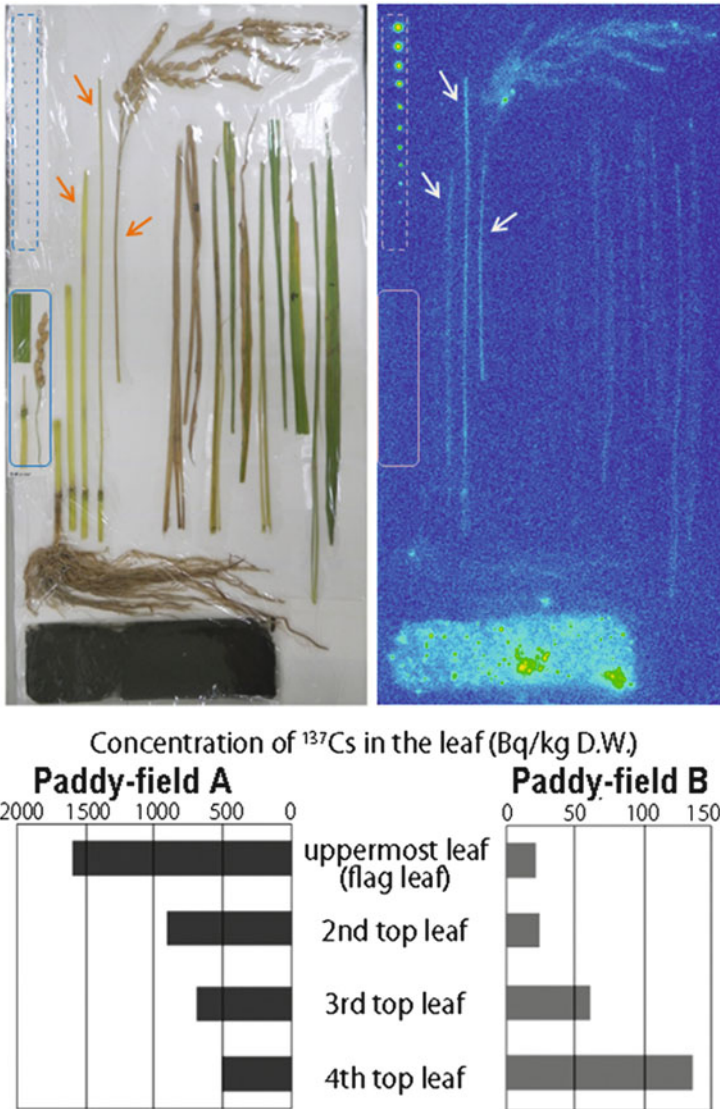 Concentration of ¹³⁷Cs in the leaf (Bq/kg D.W.)
Paddy-field A
Paddy-field B
2000 1500 1000 500 0
0 50 100 150
uppermost leaf
(flag leaf)
2nd top leaf
3rd top leaf
4th top leaf